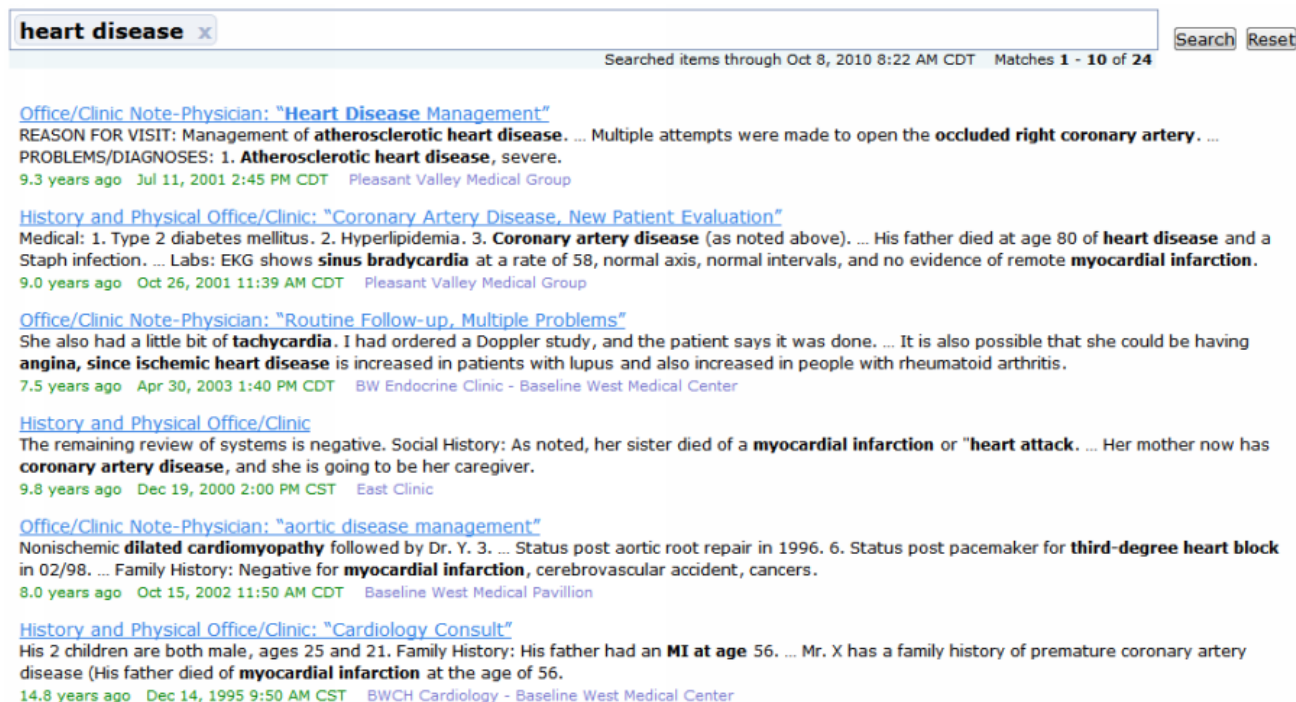 heart disease x
Search Reset
Searched items through Oct 8, 2010 8:22 AM CDT Matches 1 - 10 of 24
Office/Clinic Note-Physician: “Heart Disease Management”
REASON FOR VISIT: Management of atherosclerotic heart disease. ... Multiple attempts were made to open the occluded right coronary artery. ...
PROBLEMS/DIAGNOSES: 1. Atherosclerotic heart disease, severe.
9.3 years ago Jul 11, 2001 2:45 PM CDT Pleasant Valley Medical Group
History and Physical Office/Clinic: “Coronary Artery Disease, New Patient Evaluation”
Medical: 1. Type 2 diabetes mellitus. 2. Hyperlipidemia. 3. Coronary artery disease (as noted above). ... His father died at age 80 of heart disease and a
Staph infection. ... Labs: EKG shows sinus bradycardia at a rate of 58, normal axis, normal intervals, and no evidence of remote myocardial infarction.
9.0 years ago Oct 26, 2001 11:39 AM CDT Pleasant Valley Medical Group
Office/Clinic Note-Physician: “Routine Follow-up, Multiple Problems”
She also had a little bit of tachycardia. I had ordered a Doppler study, and the patient says it was done. ... It is also possible that she could be having
angina, since ischemic heart disease is increased in patients with lupus and also increased in people with rheumatoid arthritis.
7.5 years ago Apr 30, 2003 1:40 PM CDT BW Endocrine Clinic - Baseline West Medical Center
History and Physical Office/Clinic
The remaining review of systems is negative. Social History: As noted, her sister died of a myocardial infarction or "heart attack. ... Her mother now has
coronary artery disease, and she is going to be her caregiver.
9.8 years ago Dec 19, 2000 2:00 PM CST East Clinic
Office/Clinic Note-Physician: “aortic disease management”
Nonischemic dilated cardiomyopathy followed by Dr. Y. 3. ... Status post aortic root repair in 1996. 6. Status post pacemaker for third-degree heart block
in 02/98. ... Family History: Negative for myocardial infarction, cerebrovascular accident, cancers.
8.0 years ago Oct 15, 2002 11:50 AM CDT Baseline West Medical Pavillion
History and Physical Office/Clinic: “Cardiology Consult”
His 2 children are both male, ages 25 and 21. Family History: His father had an MI at age 56. ... Mr. X has a family history of premature coronary artery
disease (His father died of myocardial infarction at the age of 56.
14.8 years ago Dec 14, 1995 9:50 AM CST BWCH Cardiology - Baseline West Medical Center